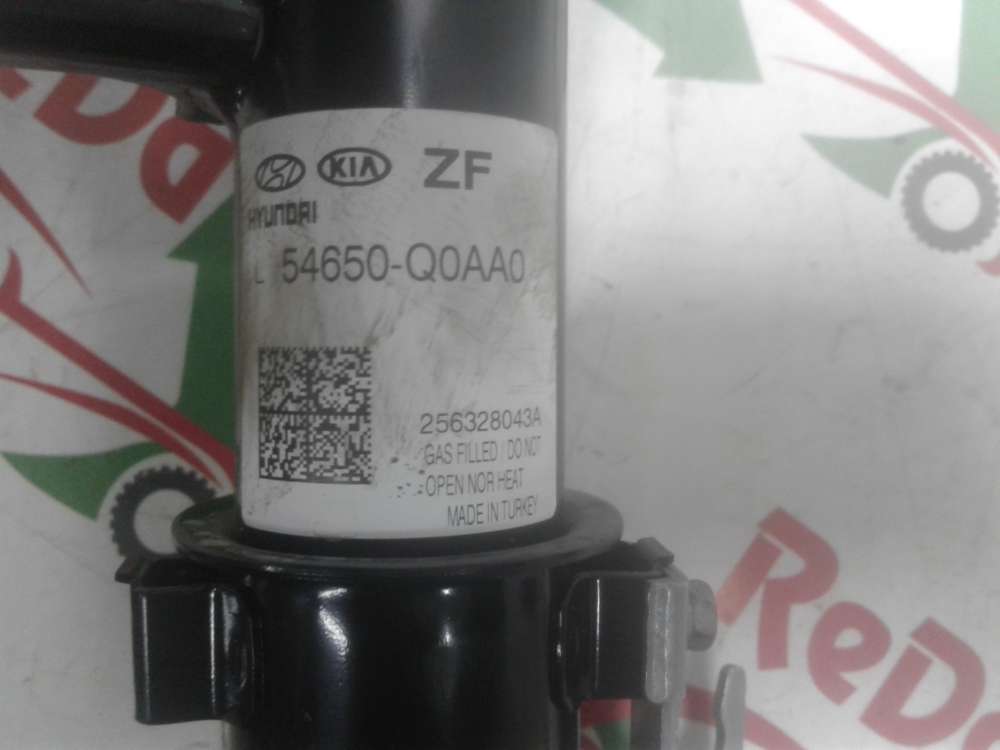 KIA ZF
HYUNDAI
L 54650-Q0AA0
256328043A
GAS FILLED / DO NOT
OPEN NOR HEAT
MADE IN TURKEY